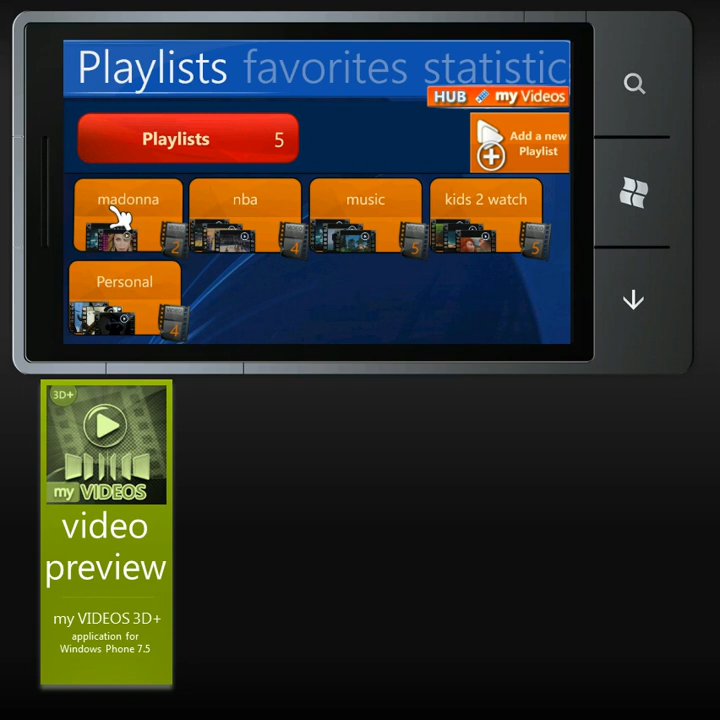 Playlists favorites statistic
HUB my Videos
Playlists 5
Add a new
Playlist
madonna
nba
music
kids 2 watch
2
4
5
5
Personal
4
3D+
my VIDEOS
video
preview
my VIDEOS 3D+
application for
Windows Phone 7.5